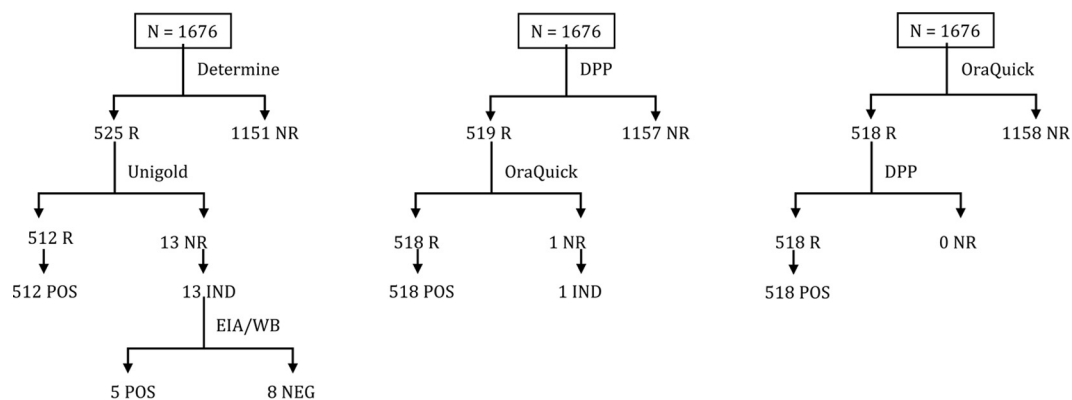 N = 1676
Determine
525 R
1151 NR
Unigold
512 R
13 NR
512 POS
13 IND
EIA/WB
5 POS
8 NEG
N = 1676
DPP
519 R
1157 NR
OraQuick
518 R
1 NR
518 POS
1 IND
N = 1676
OraQuick
518 R
1158 NR
DPP
518 R
0 NR
518 POS